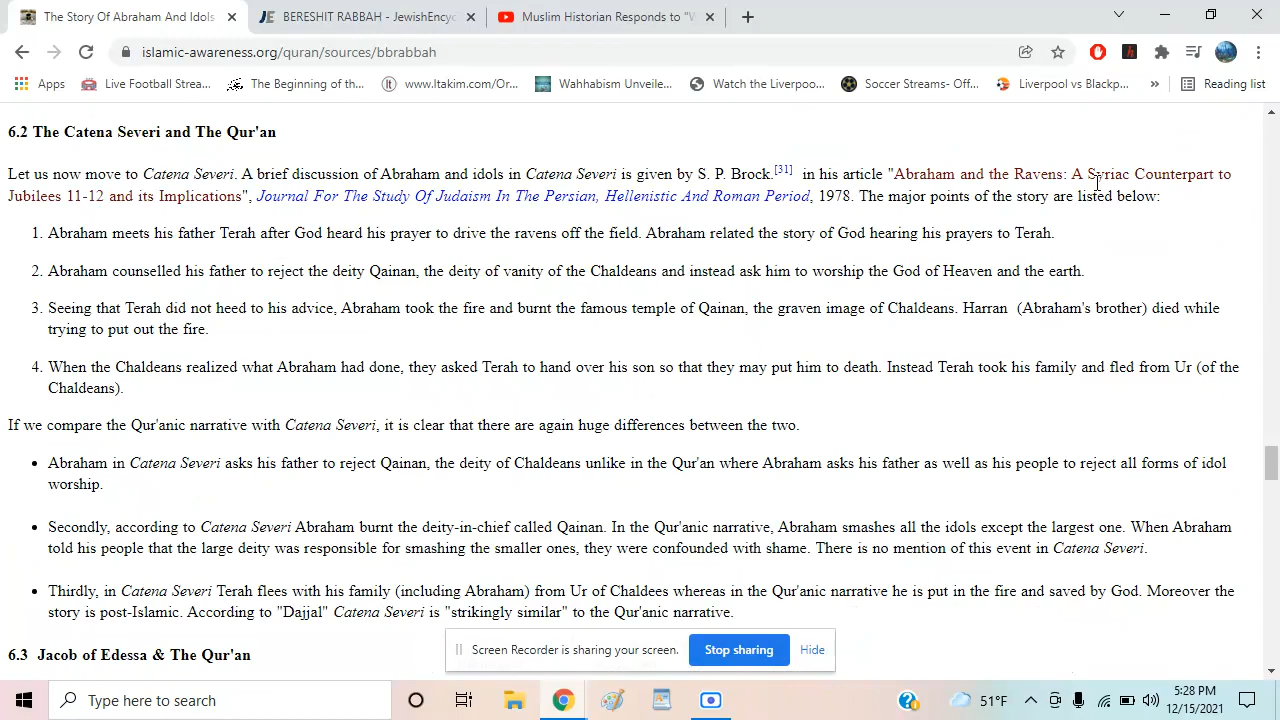 The Story Of Abraham And Idols
BERESHIT RABBAH - JewishEncyc
Muslim Historian Responds to "W
islamic-awareness.org/quran/sources/bbrabbah
Apps
Live Football Strea...
The Beginning of th...
www.ltakim.com/Or...
Wahhabism Unveile...
Watch the Liverpoo...
Soccer Streams- Off...
Liverpool vs Blackp...
»
Reading list
6.2 The Catena Severi and The Qur'an
Let us now move to Catena Severi. A brief discussion of Abraham and idols in Catena Severi is given by S. P. Brock.[31] in his article "Abraham and the Ravens: A Syriac Counterpart to
Jubilees 11-12 and its Implications", Journal For The Study Of Judaism In The Persian, Hellenistic And Roman Period, 1978. The major points of the story are listed below:
1. Abraham meets his father Terah after God heard his prayer to drive the ravens off the field. Abraham related the story of God hearing his prayers to Terah.
2. Abraham counselled his father to reject the deity Qainan, the deity of vanity of the Chaldeans and instead ask him to worship the God of Heaven and the earth.
3. Seeing that Terah did not heed to his advice, Abraham took the fire and burnt the famous temple of Qainan, the graven image of Chaldeans. Harran (Abraham's brother) died while
trying to put out the fire.
4. When the Chaldeans realized what Abraham had done, they asked Terah to hand over his son so that they may put him to death. Instead Terah took his family and fled from Ur (of the
Chaldeans).
If we compare the Qur'anic narrative with Catena Severi, it is clear that there are again huge differences between the two.
• Abraham in Catena Severi asks his father to reject Qainan, the deity of Chaldeans unlike in the Qur'an where Abraham asks his father as well as his people to reject all forms of idol
worship.
• Secondly, according to Catena Severi Abraham burnt the deity-in-chief called Qainan. In the Qur'anic narrative, Abraham smashes all the idols except the largest one. When Abraham
told his people that the large deity was responsible for smashing the smaller ones, they were confounded with shame. There is no mention of this event in Catena Severi.
• Thirdly, in Catena Severi Terah flees with his family (including Abraham) from Ur of Chaldees whereas in the Qur'anic narrative he is put in the fire and saved by God. Moreover the
story is post-Islamic. According to "Dajjal" Catena Severi is "strikingly similar" to the Qur'anic narrative.
6.3 Jacob of Edessa & The Qur'an
Screen Recorder is sharing your screen.
Stop sharing
Hide
Type here to search
51°F
5:28 PM
12/15/2021